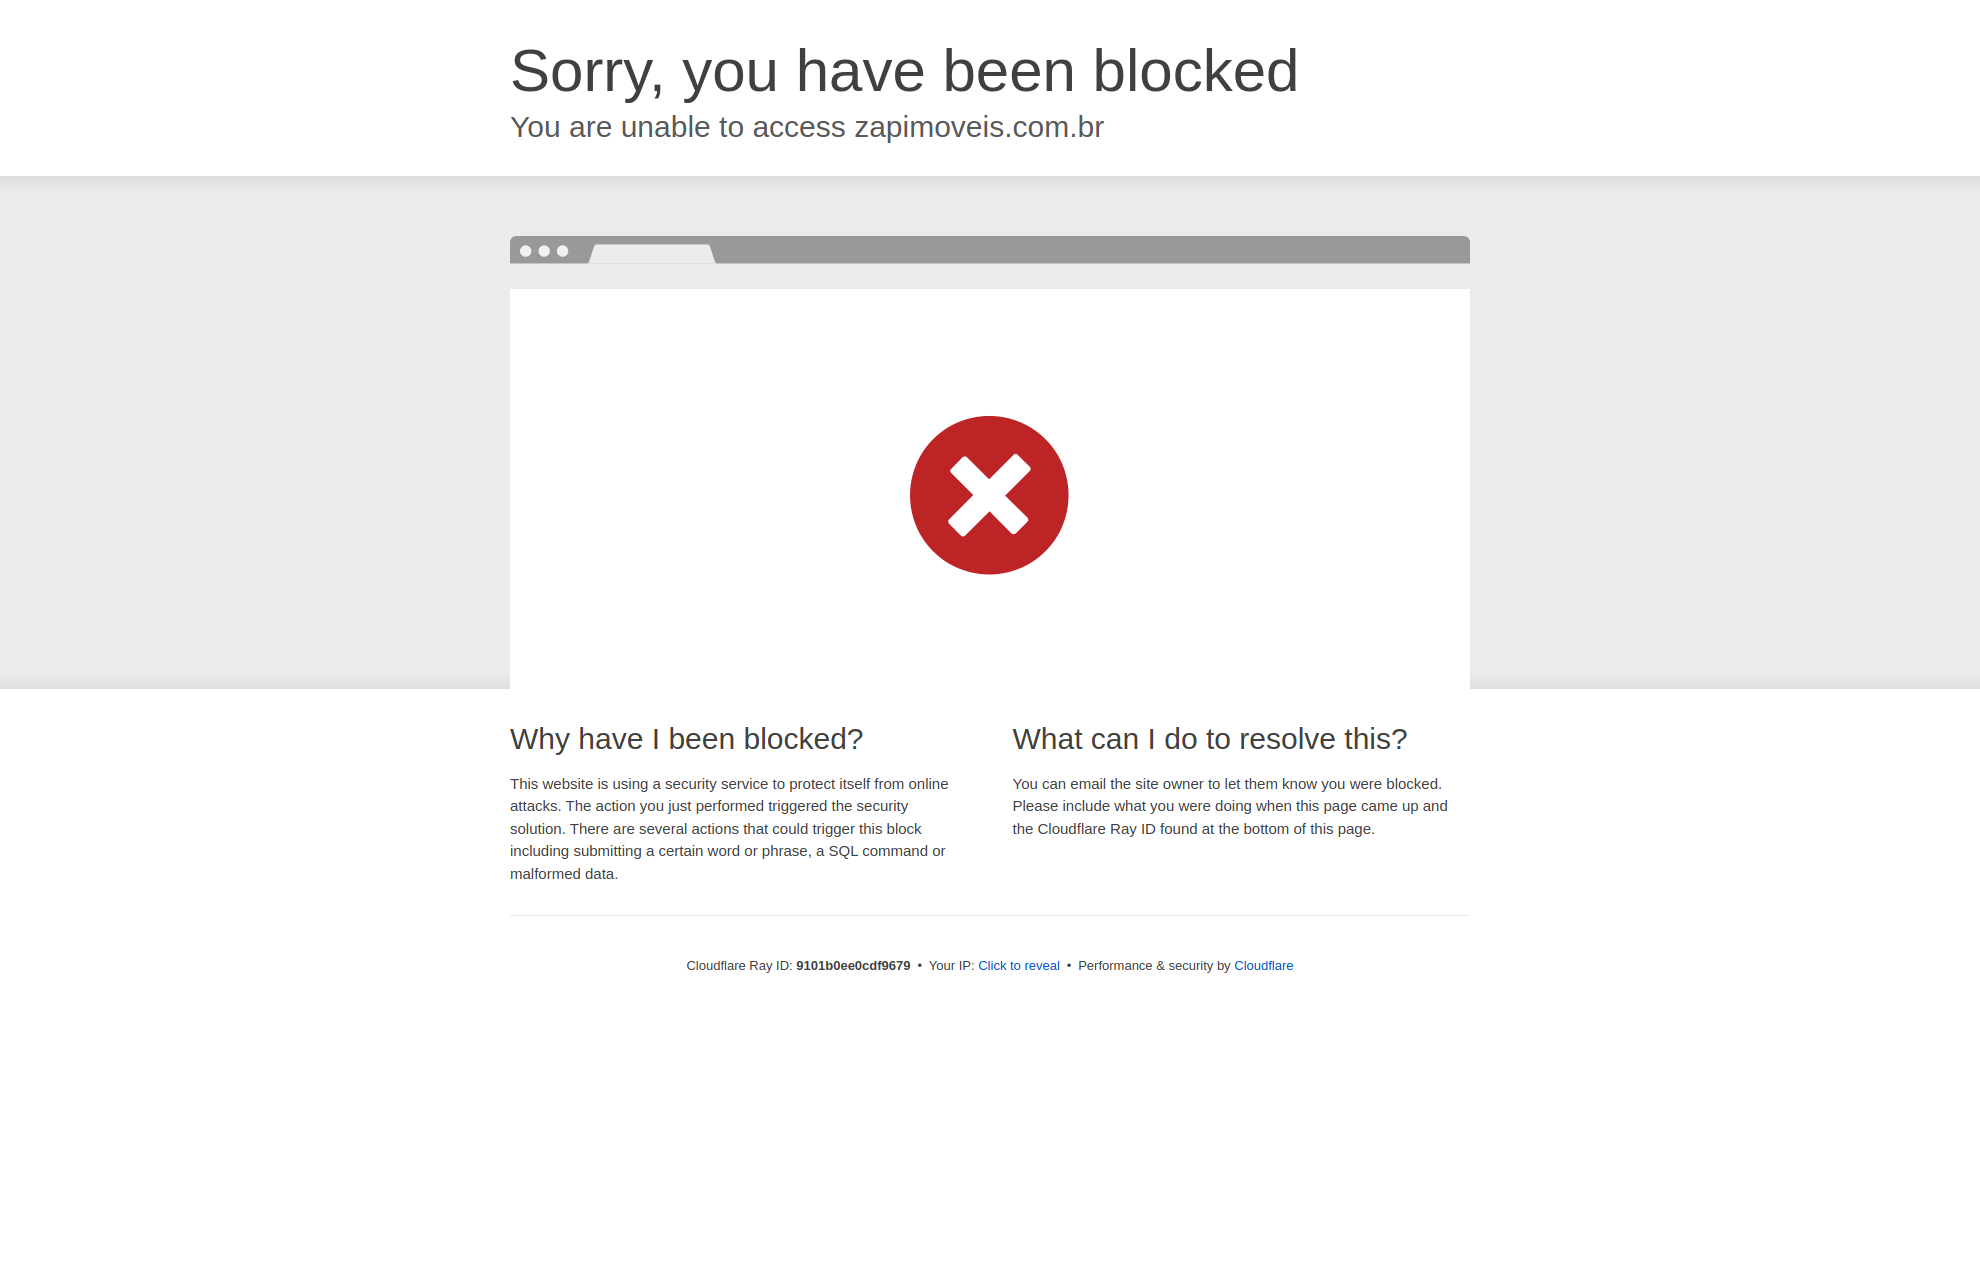 Sorry, you have been blocked
You are unable to access zapimoveis.com.br
Why have I been blocked?
This website is using a security service to protect itself from online
attacks. The action you just performed triggered the security
solution. There are several actions that could trigger this block
including submitting a certain word or phrase, a SQL command or
malformed data.
What can I do to resolve this?
You can email the site owner to let them know you were blocked.
Please include what you were doing when this page came up and
the Cloudflare Ray ID found at the bottom of this page.
Cloudflare Ray ID: 9101b0ee0cdf9679 • Your IP: Click to reveal • Performance & security by Cloudflare